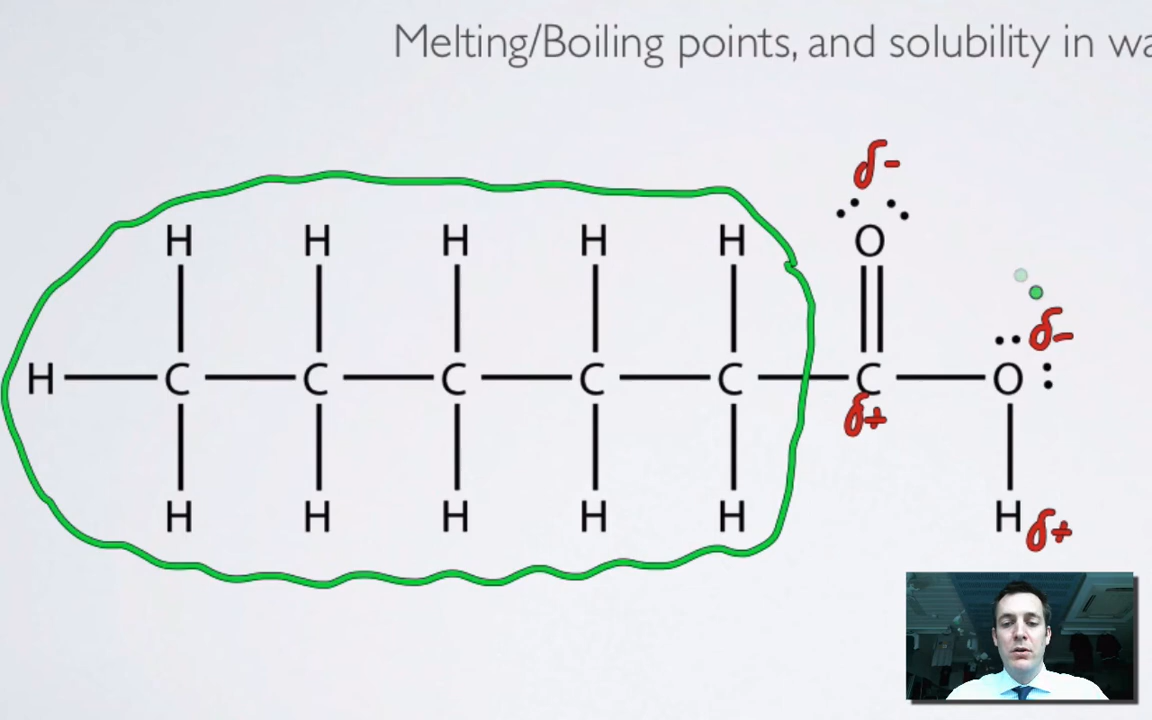 Melting/Boiling points, and solubility in wa
δ-
O
H H H H H
δ-
H C C C C C C O
δ+
H H H H H H δ+